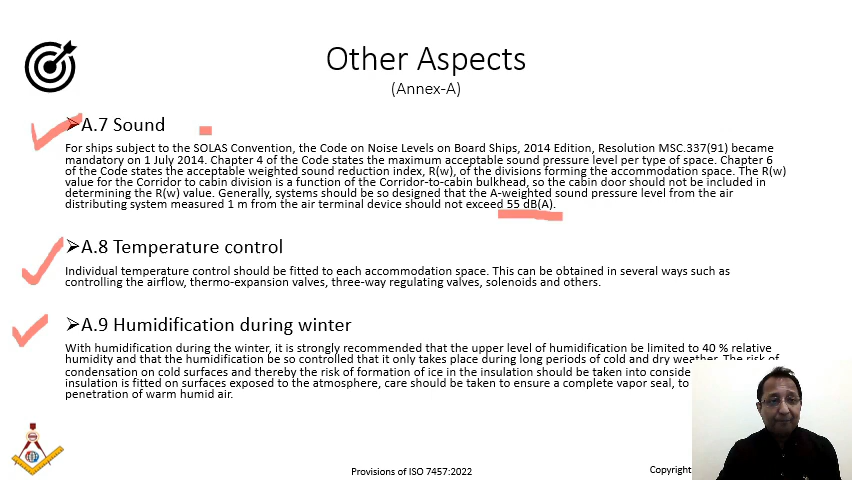 Other Aspects
(Annex-A)
A.7 Sound
For ships subject to the SOLAS Convention, the Code on Noise Levels on Board Ships, 2014 Edition, Resolution MSC.337(91) became
mandatory on 1 July 2014. Chapter 4 of the Code states the maximum acceptable sound pressure level per type of space. Chapter 6
of the Code states the acceptable weighted sound reduction index, R(w), of the divisions forming the accommodation space. The R(w)
value for the Corridor to cabin division is a function of the Corridor-to-cabin bulkhead, so the cabin door should not be included in
determining the R(w) value. Generally, systems should be so designed that the A-weighted sound pressure level from the air
distributing system measured 1 m from the air terminal device should not exceed 55 dB(A).
A.8 Temperature control
Individual temperature control should be fitted to each accommodation space. This can be obtained in several ways such as
controlling the airflow, thermo-expansion valves, three-way regulating valves, solenoids and others.
A.9 Humidification during winter
With humidification during the winter, it is strongly recommended that the upper level of humidification be limited to 40 % relative
humidity and that the humidification be so controlled that it only takes place during long periods of cold and dry weather. The risk of
condensation on cold surfaces and thereby the risk of formation of ice in the insulation should be taken into conside
insulation is fitted on surfaces exposed to the atmosphere, care should be taken to ensure a complete vapor seal, to
penetration of warm humid air.
Provisions of ISO 7457:2022
Copyright